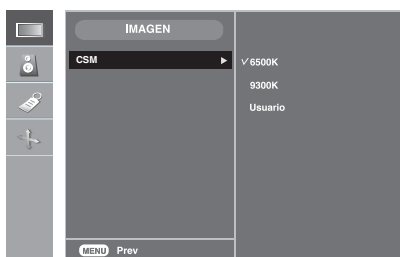 IMAGEN
CSM
✓ 6500K
9300K
Usuario
MENU Prev